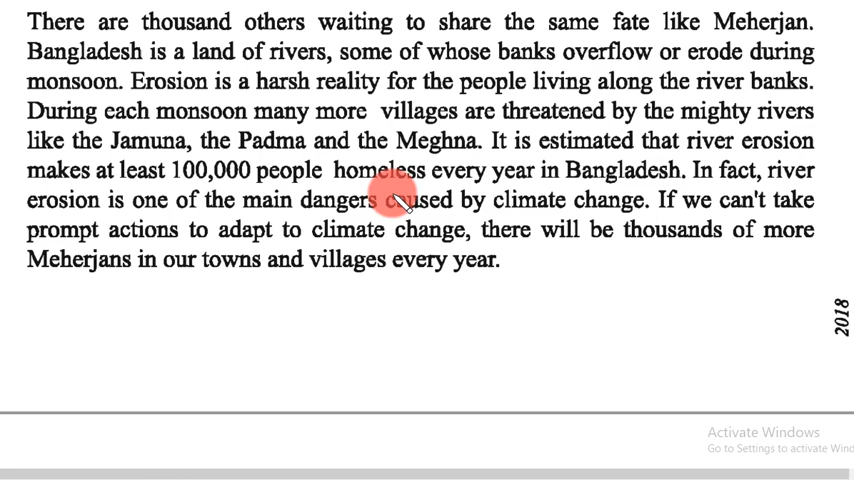 There are thousand others waiting to share the same fate like Meherjan.
Bangladesh is a land of rivers, some of whose banks overflow or erode during
monsoon. Erosion is a harsh reality for the people living along the river banks.
During each monsoon many more villages are threatened by the mighty rivers
like the Jamuna, the Padma and the Meghna. It is estimated that river erosion
makes at least 100,000 people homeless every year in Bangladesh. In fact, river
erosion is one of the main dangers caused by climate change. If we can't take
prompt actions to adapt to climate change, there will be thousands of more
Meherjans in our towns and villages every year.
2018
Activate Windows
Go to Settings to activate Wind